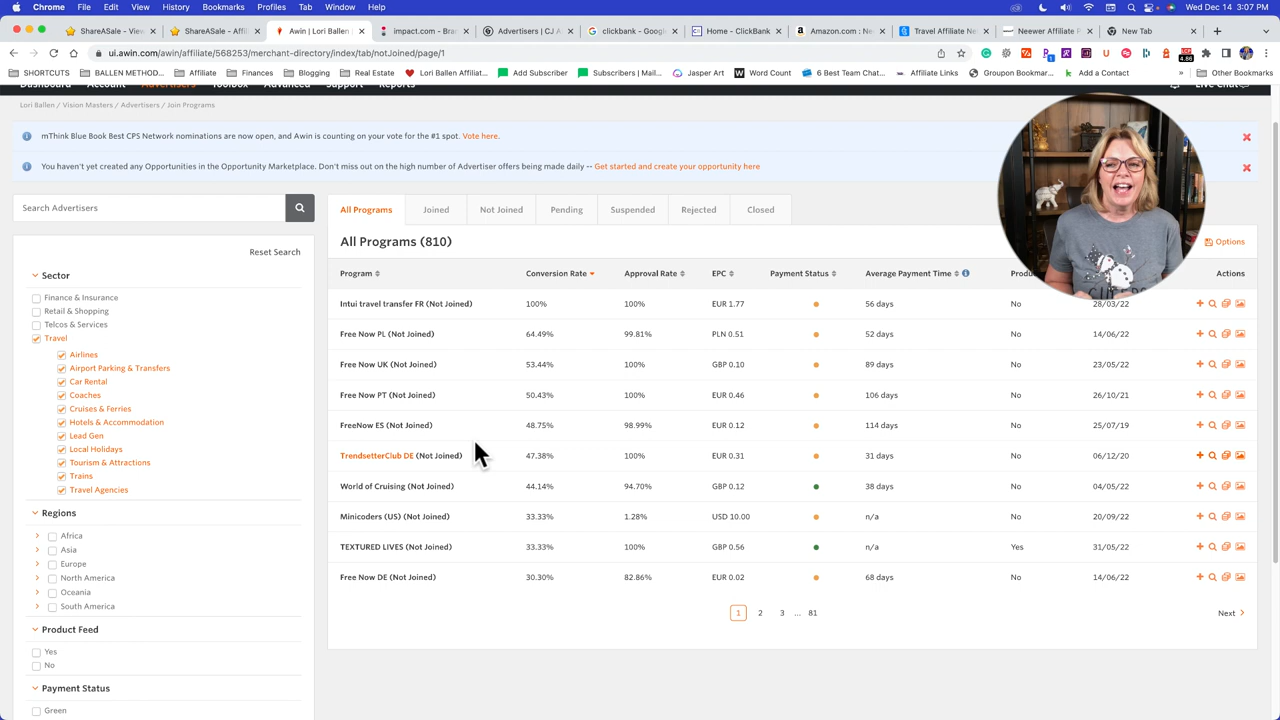 Chrome File Edit View History Bookmarks Profiles Tab Window Help
Wed Dec 14 3:07 PM
ShareASale - View
ShareASale - Affil
Awin | Lori Ballen |
impact.com - Bran
Advertisers | CJ A
clickbank - Googl
Home - ClickBank
Amazon.com : Ne
Travel Affiliate Ne
Neewer Affiliate P
New Tab
ui.awin.com/awin/affiliate/568253/merchant-directory/index/tab/notJoined/page/1
4.86
SHORTCUTS
BALLEN METHOD...
Affiliate
Finances
Blogging
Real Estate
Lori Ballen Affiliat...
Add Subscriber
Subscribers | Mail...
Jasper Art
Word Count
6 Best Team Chat...
Affiliate Links
Groupon Bookmar...
Add a Contact
»
Other Bookmarks
Dashboard Account Advertisers Toolbox Advanced Support Reports
Live Chat
Lori Ballen / Vision Masters / Advertisers / Join Programs
mThink Blue Book Best CPS Network nominations are now open, and Awin is counting on your vote for the #1 spot. Vote here.
You haven't yet created any Opportunities in the Opportunity Marketplace. Don't miss out on the high number of Advertiser offers being made daily -- Get started and create your opportunity here
Search Advertisers
Reset Search
Sector
Finance & Insurance
Retail & Shopping
Telcos & Services
Travel
Airlines
Airport Parking & Transfers
Car Rental
Coaches
Cruises & Ferries
Hotels & Accommodation
Lead Gen
Local Holidays
Tourism & Attractions
Trains
Travel Agencies
Regions
Africa
Asia
Europe
North America
Oceania
South America
Product Feed
Yes
No
Payment Status
Green
All Programs Joined Not Joined Pending Suspended Rejected Closed
All Programs (810)
Options
Program Conversion Rate Approval Rate EPC Payment Status Average Payment Time Produ Actions
Intui travel transfer FR (Not Joined) 100% 100% EUR 1.77 56 days No 28/03/22
Free Now PL (Not Joined) 64.49% 99.81% PLN 0.51 52 days No 14/06/22
Free Now UK (Not Joined) 53.44% 100% GBP 0.10 89 days No 23/05/22
Free Now PT (Not Joined) 50.43% 100% EUR 0.46 106 days No 26/10/21
FreeNow ES (Not Joined) 48.75% 98.99% EUR 0.12 114 days No 25/07/19
TrendsetterClub DE (Not Joined) 47.38% 100% EUR 0.31 31 days No 06/12/20
World of Cruising (Not Joined) 44.14% 94.70% GBP 0.12 38 days No 04/05/22
Minicoders (US) (Not Joined) 33.33% 1.28% USD 10.00 n/a No 20/09/22
TEXTURED LIVES (Not Joined) 33.33% 100% GBP 0.56 n/a Yes 31/05/22
Free Now DE (Not Joined) 30.30% 82.86% EUR 0.02 68 days No 14/06/22
1 2 3 ... 81
Next